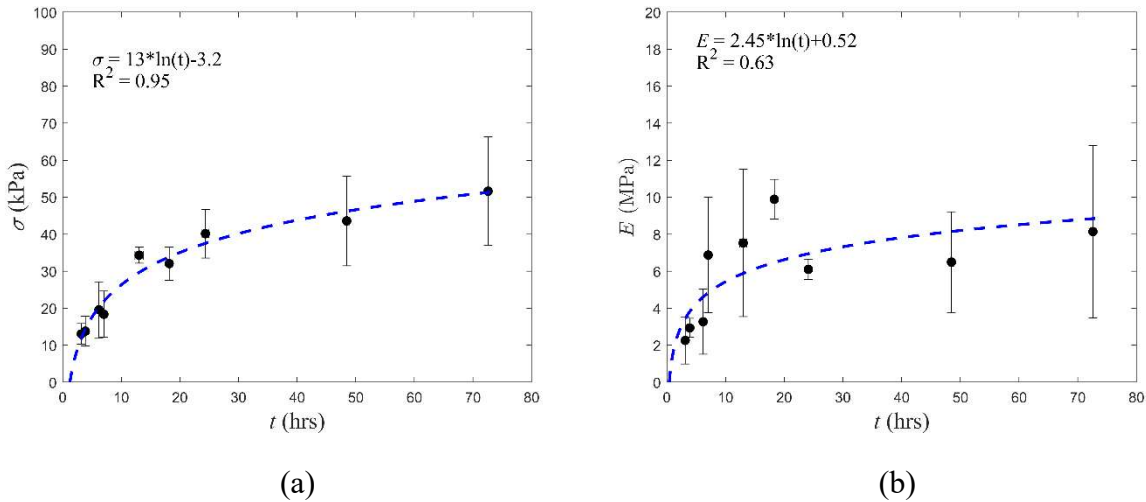 σ = 13*ln(t)-3.2
R² = 0.95
100
90
80
70
60
50
40
30
20
10
0
σ (kPa)
0 10 20 30 40 50 60 70 80
t (hrs)
(a)
E = 2.45*ln(t)+0.52
R² = 0.63
20
18
16
14
12
10
8
6
4
2
0
E (MPa)
0 10 20 30 40 50 60 70 80
t (hrs)
(b)